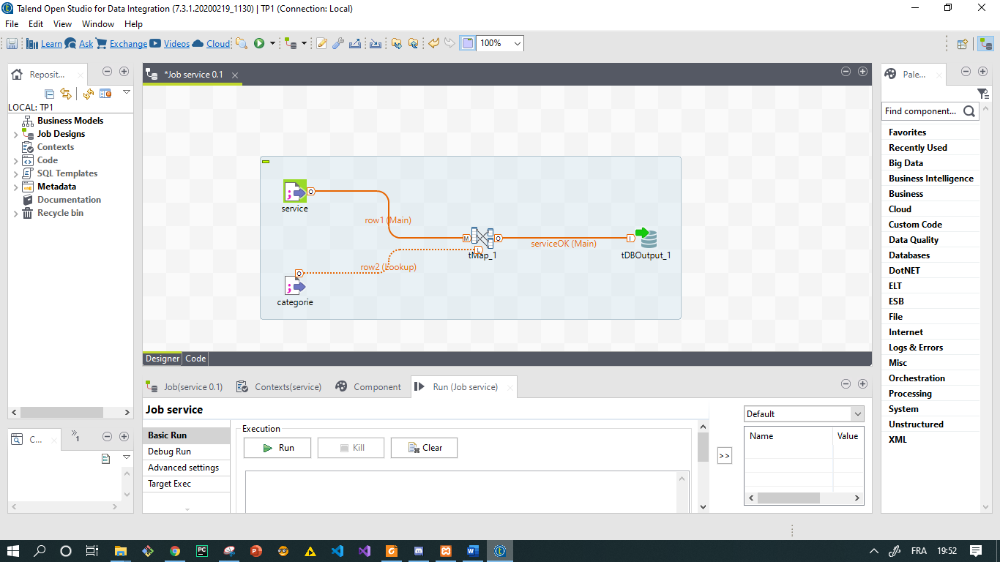 Talend Open Studio for Data Integration (7.3.1.20200219_1130) | TP1 (Connection: Local)
File Edit View Window Help
Learn Ask Exchange Videos Cloud 100%
Reposit...
*Job service 0.1
Pale...
LOCAL: TP1
Business Models
Job Designs
Contexts
Code
SQL Templates
Metadata
Documentation
Recycle bin
service
O
row1 (Main)
M
O
L
tMap_1
serviceOK (Main)
I
tDBOutput_1
row2 (Lookup)
O
categorie
Designer Code
Find component...
Favorites
Recently Used
Big Data
Business Intelligence
Business
Cloud
Custom Code
Data Quality
Databases
DotNET
ELT
ESB
File
Internet
Logs & Errors
Misc
Orchestration
Processing
System
Unstructured
XML
C...
1
Job(service 0.1) Contexts(service) Component Run (Job service)
Job service
Basic Run
Debug Run
Advanced settings
Target Exec
Execution
Run Kill Clear
>>
Default
Name Value
PC
FRA 19:52